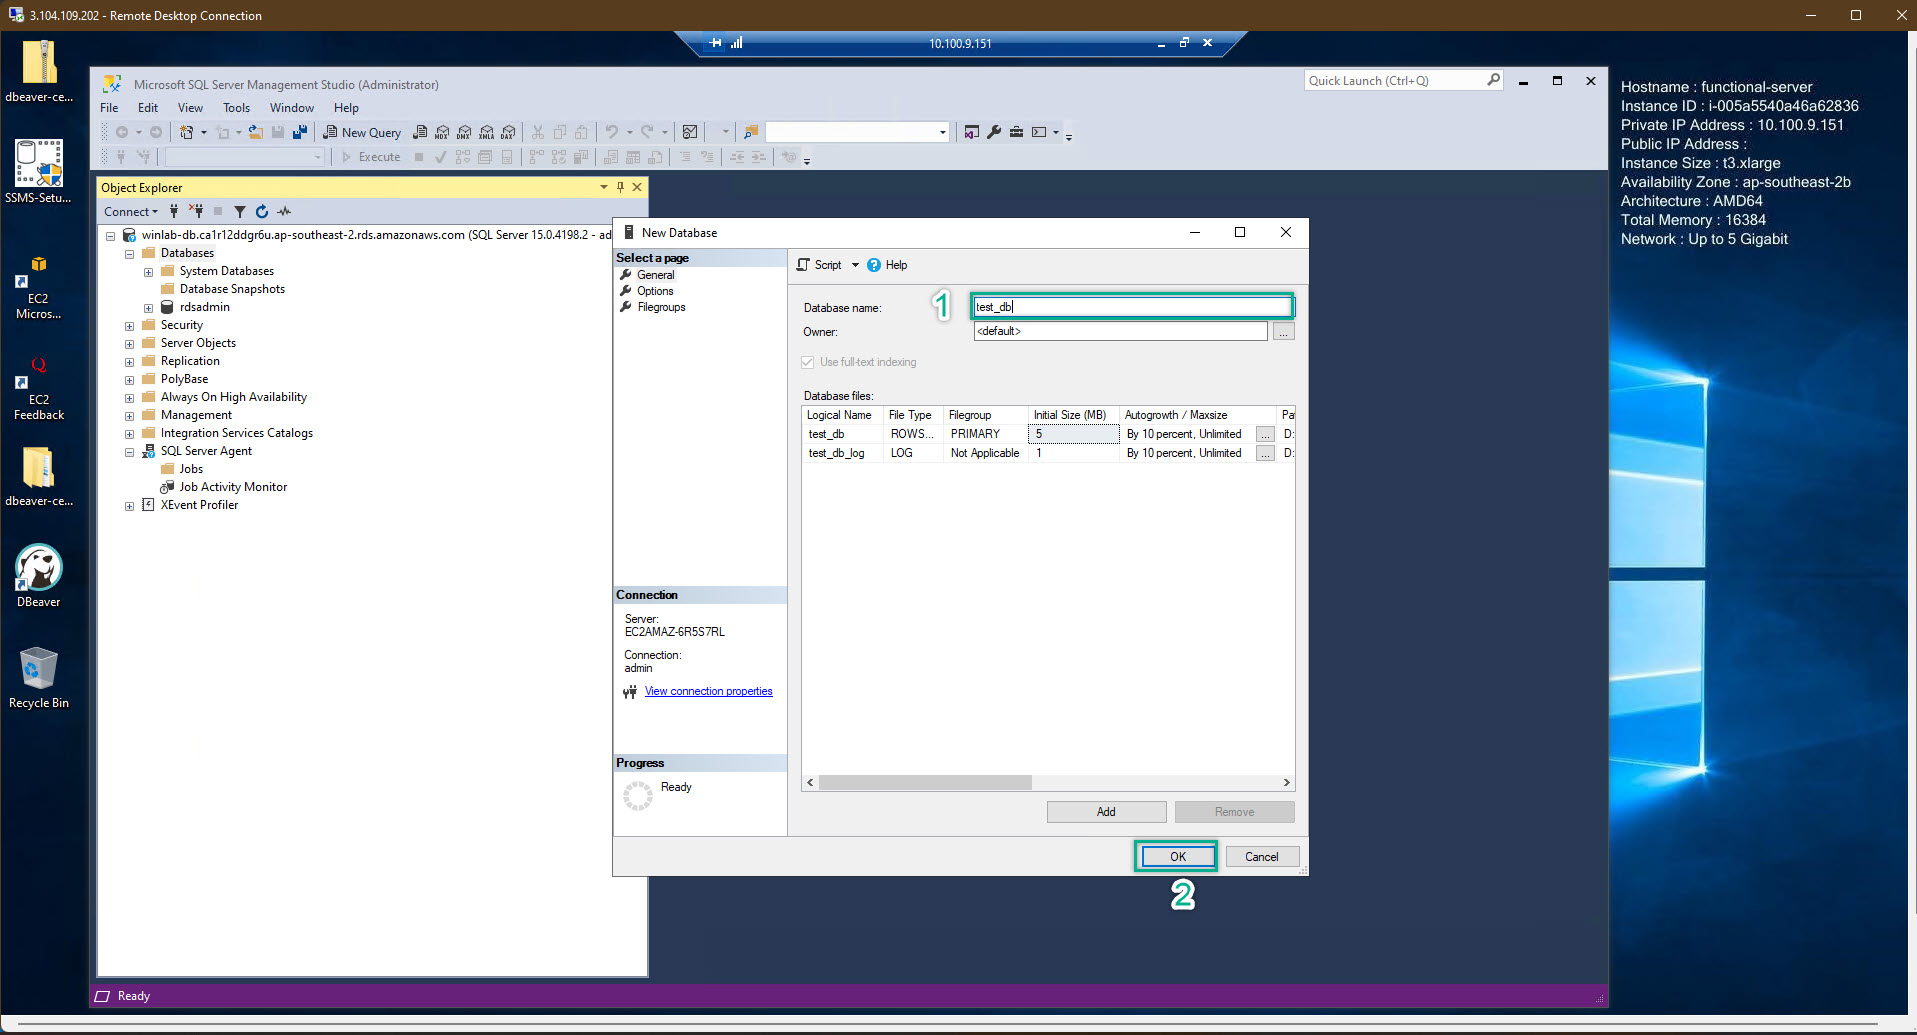 3.104.109.202 - Remote Desktop Connection
10.100.9.151
dbeaver-ce...
SSMS-Setu...
EC2
Micros...
EC2
Feedback
dbeaver-ce...
DBeaver
Recycle Bin
Microsoft SQL Server Management Studio (Administrator)
Quick Launch (Ctrl+Q)
File Edit View Tools Window Help
New Query MDX DMX XMLA DAX
Execute
Object Explorer
Connect
winlab-db.ca1r12ddgr6u.ap-southeast-2.rds.amazonaws.com (SQL Server 15.0.4198.2 - ad
Databases
System Databases
Database Snapshots
rdsadmin
Security
Server Objects
Replication
PolyBase
Always On High Availability
Management
Integration Services Catalogs
SQL Server Agent
Jobs
Job Activity Monitor
XEvent Profiler
Ready
New Database
Select a page
General
Options
Filegroups
Connection
Server:
EC2AMAZ-6R5S7RL
Connection:
admin
View connection properties
Progress
Ready
Script Help
Database name: 1 test_db
Owner: <default> ...
Use full-text indexing
Database files:
Logical Name File Type Filegroup Initial Size (MB) Autogrowth / Maxsize Pa
test_db ROWS... PRIMARY 5 By 10 percent, Unlimited ... D:
test_db_log LOG Not Applicable 1 By 10 percent, Unlimited ... D:
Add Remove
OK Cancel
2
Hostname : functional-server
Instance ID : i-005a5540a46a62836
Private IP Address : 10.100.9.151
Public IP Address :
Instance Size : t3.xlarge
Availability Zone : ap-southeast-2b
Architecture : AMD64
Total Memory : 16384
Network : Up to 5 Gigabit